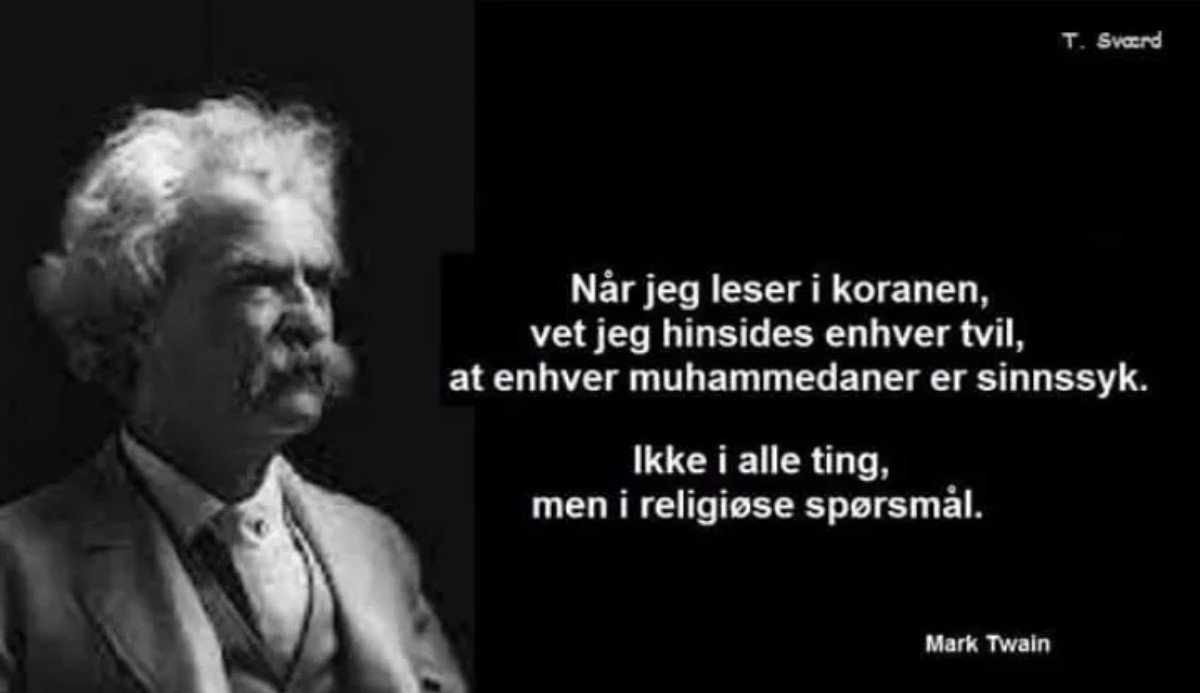 T. Sværd
Når jeg leser i koranen,
vet jeg hinsides enhver tvil,
at enhver muhammedaner er sinnssyk.
Ikke i alle ting,
men i religiøse spørsmål.
Mark Twain